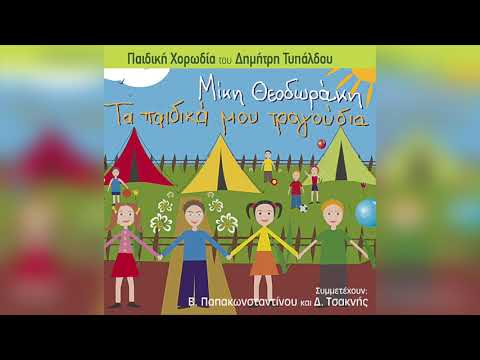 Παιδική Χορωδία του Δημήτρη Τυπάλδου
Μίκη Θεοδωράκη
Τα παιδικά μου τραγούδια
Συμμετέχουν:
Β. Παπακωνσταντίνου και Δ. Τσακνής